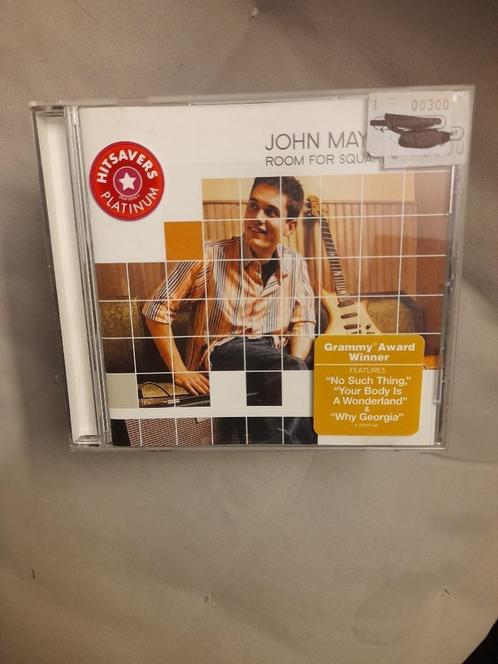 JOHN MAY
ROOM FOR SQUAR
00300
HITSAVERS
PLATINUM
Grammy® Award
Winner
FEATURES
"No Such Thing,"
"Your Body Is
A Wonderland"
&
"Why Georgia"